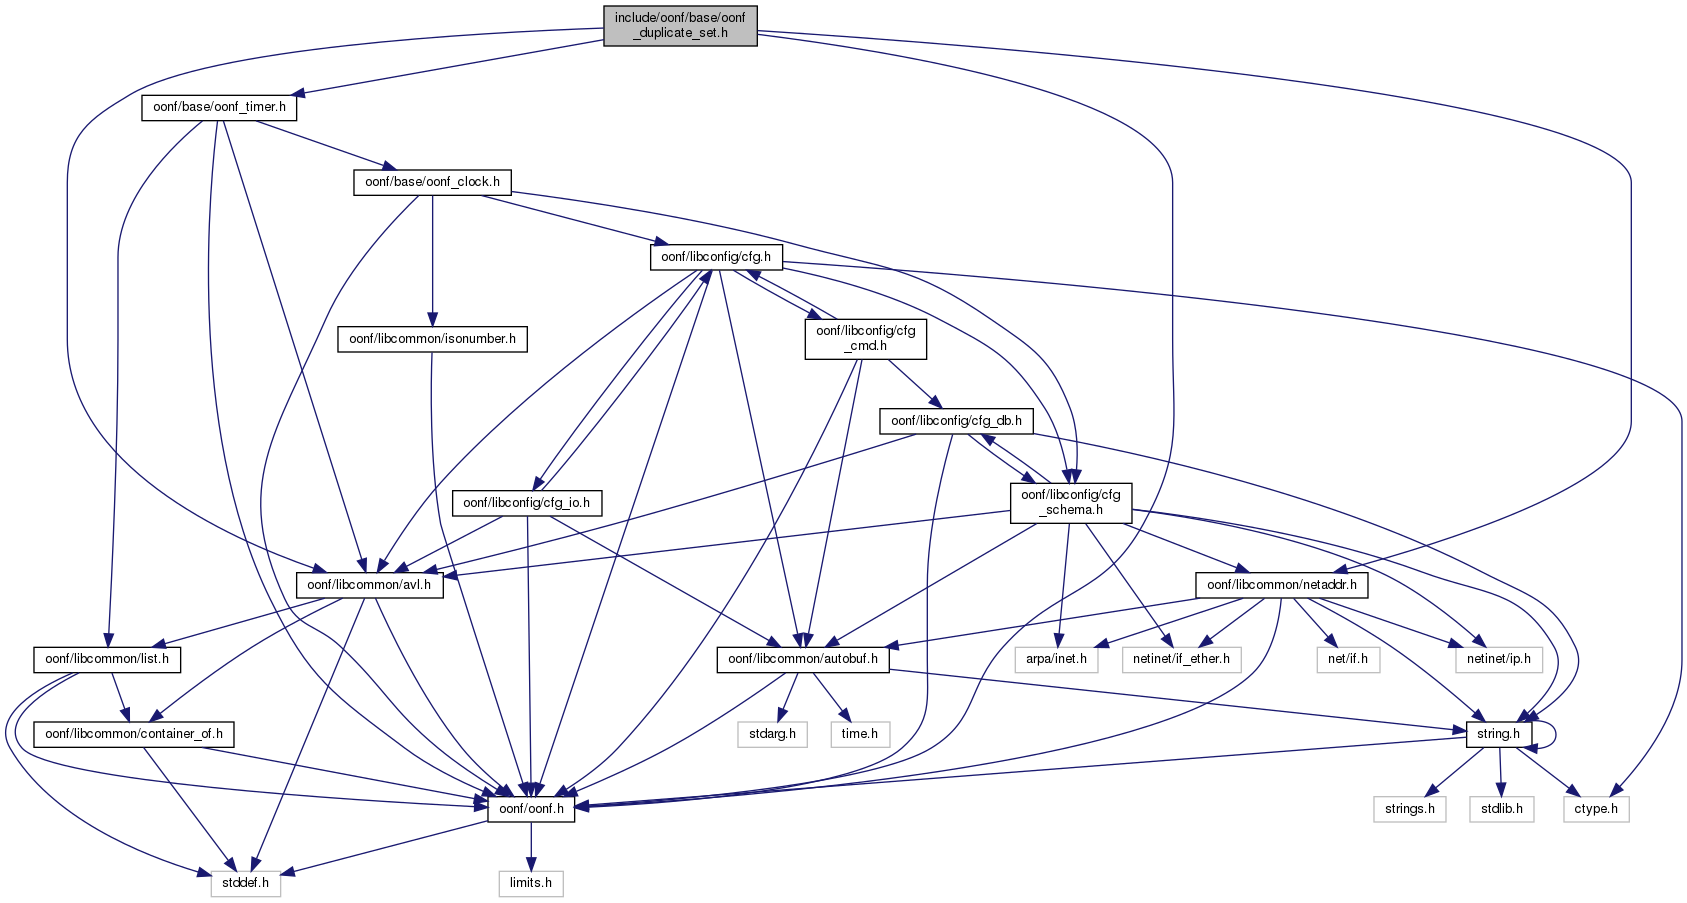 include/oonf/base/oonf
_duplicate_set.h
oonf/base/oonf_timer.h
oonf/base/oonf_clock.h
oonf/libconfig/cfg.h
oonf/libcommon/isonumber.h
oonf/libconfig/cfg
_cmd.h
oonf/libconfig/cfg_db.h
oonf/libconfig/cfg_io.h
oonf/libconfig/cfg
_schema.h
oonf/libcommon/avl.h
oonf/libcommon/netaddr.h
oonf/libcommon/list.h
oonf/libcommon/autobuf.h
arpa/inet.h
netinet/if_ether.h
net/if.h
netinet/ip.h
oonf/libcommon/container_of.h
stdarg.h
time.h
string.h
oonf/oonf.h
strings.h
stdlib.h
ctype.h
stddef.h
limits.h